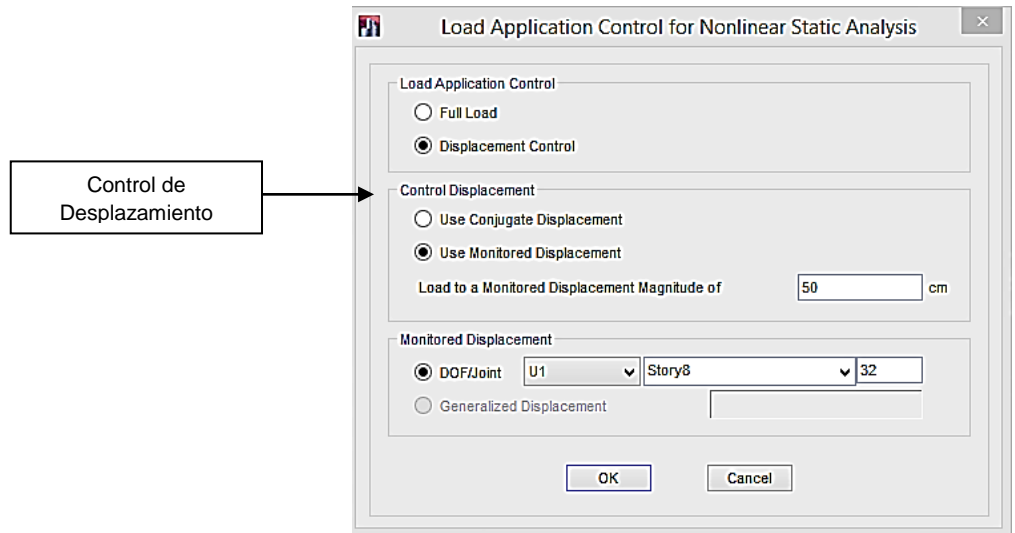 Load Application Control for Nonlinear Static Analysis
Load Application Control
Full Load
Displacement Control
Control de
Desplazamiento
Control Displacement
Use Conjugate Displacement
Use Monitored Displacement
Load to a Monitored Displacement Magnitude of 50 cm
Monitored Displacement
DOF/Joint U1 Story8 32
Generalized Displacement
OK Cancel